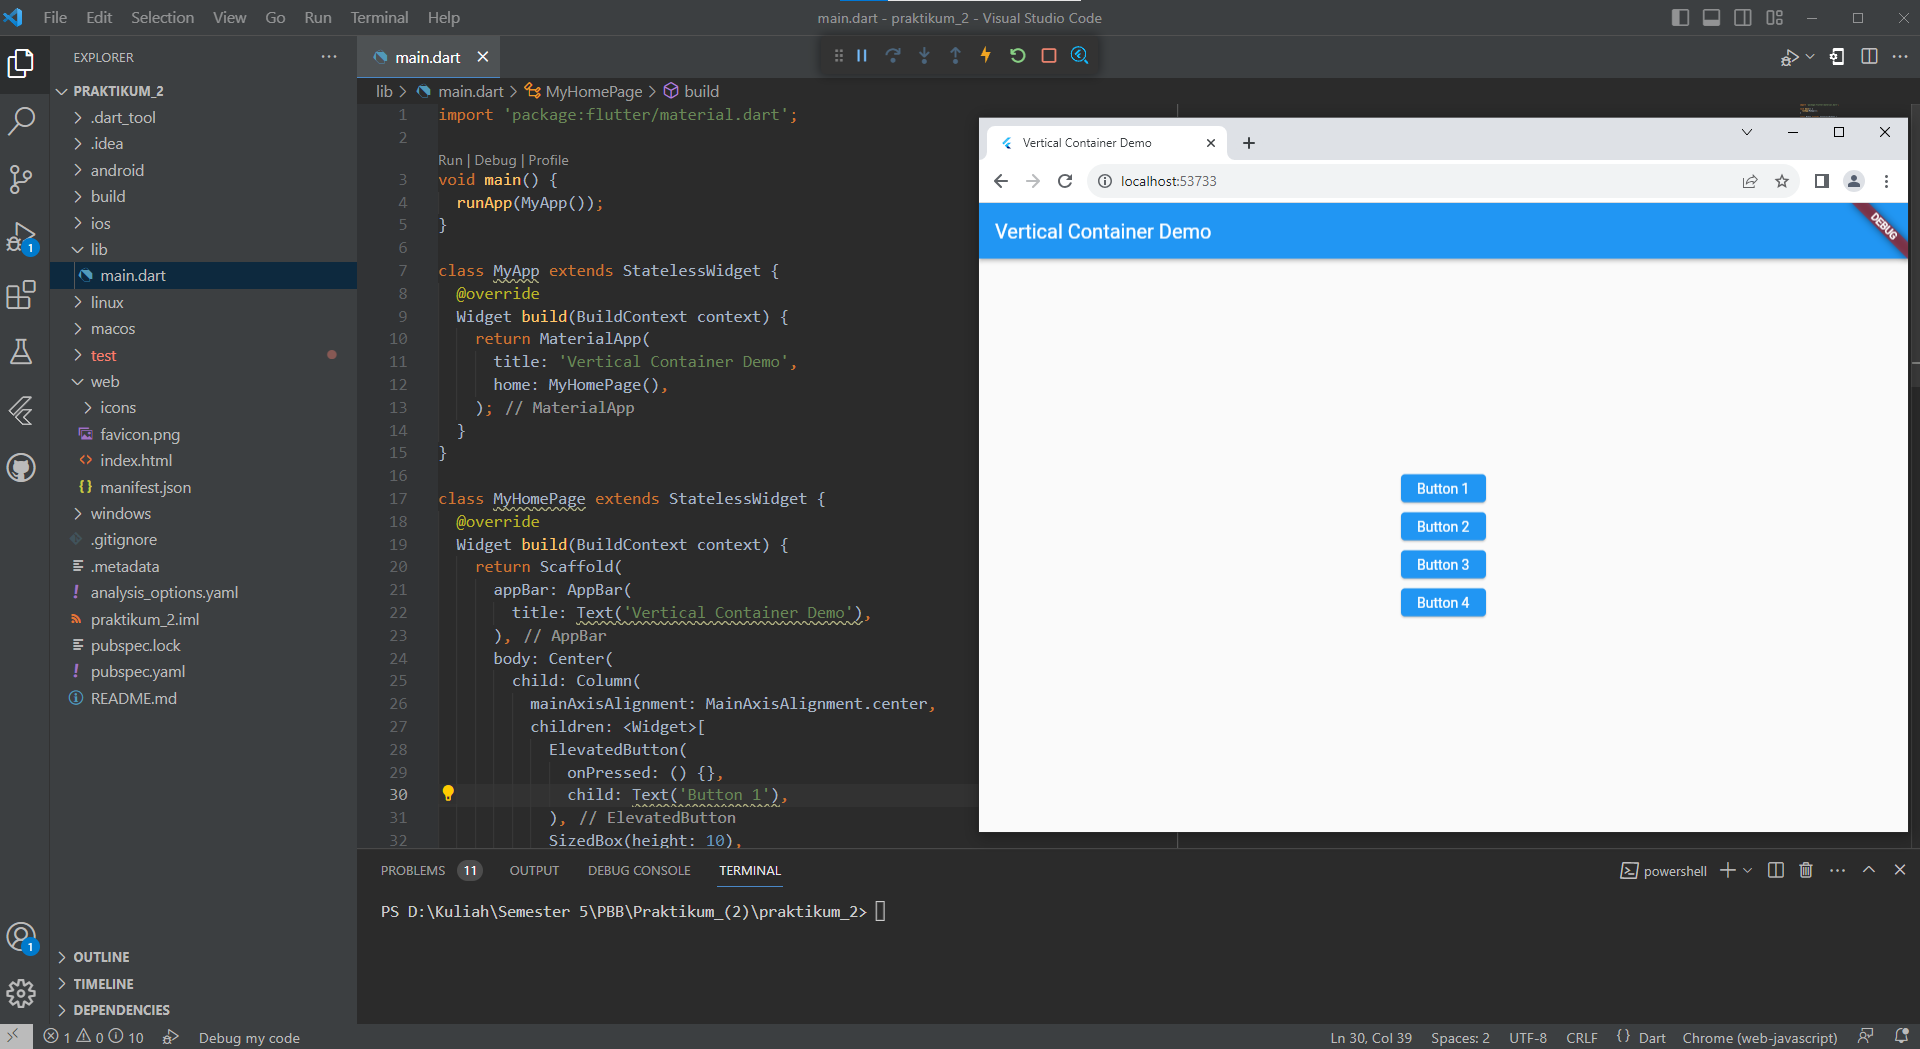 File Edit Selection View Go Run Terminal Help
main.dart - praktikum_2 - Visual Studio Code
EXPLORER
PRAKTIKUM_2
.dart_tool
.idea
android
build
ios
lib
main.dart
linux
macos
test
web
icons
favicon.png
index.html
manifest.json
windows
.gitignore
.metadata
analysis_options.yaml
praktikum_2.iml
pubspec.lock
pubspec.yaml
README.md
OUTLINE
TIMELINE
DEPENDENCIES
1
1
main.dart
lib > main.dart > MyHomePage > build
1 import 'package:flutter/material.dart';
2
Run | Debug | Profile
3 void main() {
4 runApp(MyApp());
5 }
6
7 class MyApp extends StatelessWidget {
8 @override
9 Widget build(BuildContext context) {
10 return MaterialApp(
11 title: 'Vertical Container Demo',
12 home: MyHomePage(),
13 ); // MaterialApp
14 }
15 }
16
17 class MyHomePage extends StatelessWidget {
18 @override
19 Widget build(BuildContext context) {
20 return Scaffold(
21 appBar: AppBar(
22 title: Text('Vertical Container Demo'),
23 ), // AppBar
24 body: Center(
25 child: Column(
26 mainAxisAlignment: MainAxisAlignment.center,
27 children: <Widget>[
28 ElevatedButton(
29 onPressed: () {},
30 child: Text('Button 1'),
31 ), // ElevatedButton
32 SizedBox(height: 10),
Vertical Container Demo
localhost:53733
Vertical Container Demo
DEBUG
Button 1
Button 2
Button 3
Button 4
PROBLEMS 11 OUTPUT DEBUG CONSOLE TERMINAL
powershell
PS D:\Kuliah\Semester 5\PBB\Praktikum_(2)\praktikum_2>
1 0 10 Debug my code
Ln 30, Col 39 Spaces: 2 UTF-8 CRLF {} Dart Chrome (web-javascript)